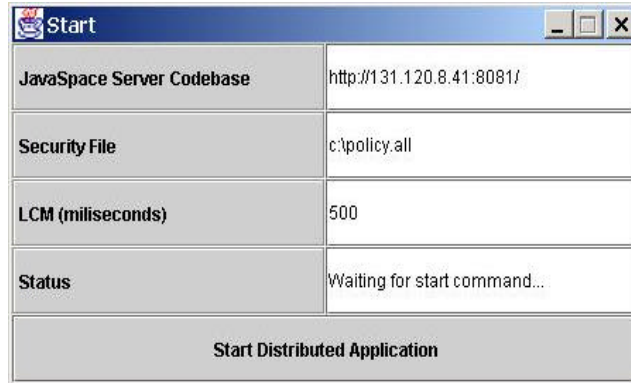 Start
JavaSpace Server Codebase http://131.120.8.41:8081/
Security File c:\policy.all
LCM (miliseconds) 500
Status Waiting for start command...
Start Distributed Application